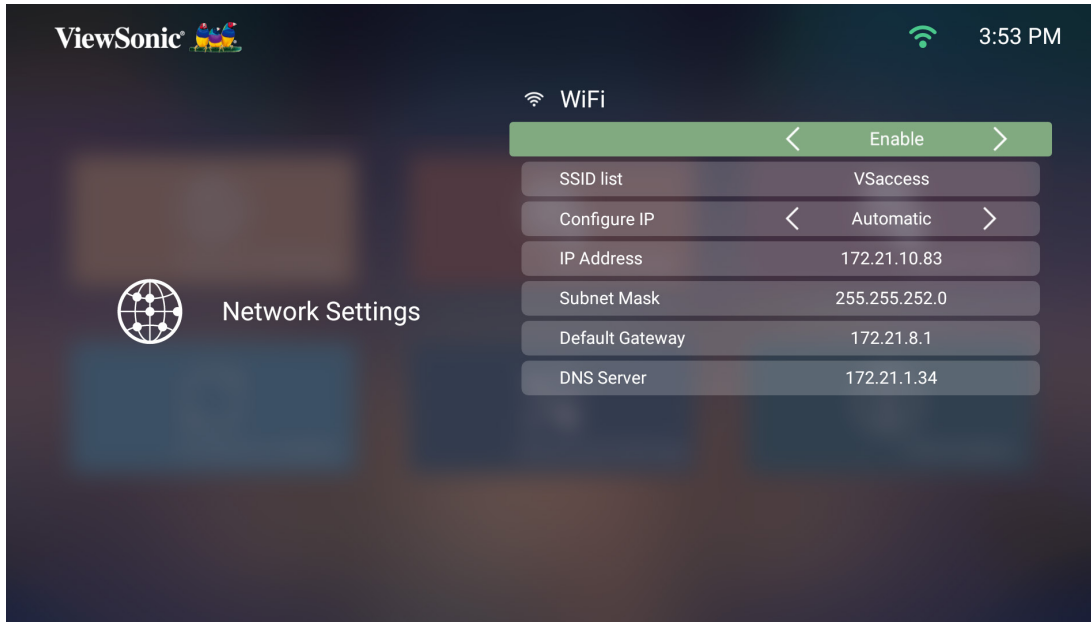 ViewSonic®
3:53 PM
WiFi
Enable
SSID list VSaccess
Configure IP Automatic
IP Address 172.21.10.83
Subnet Mask 255.255.252.0
Default Gateway 172.21.8.1
DNS Server 172.21.1.34
Network Settings